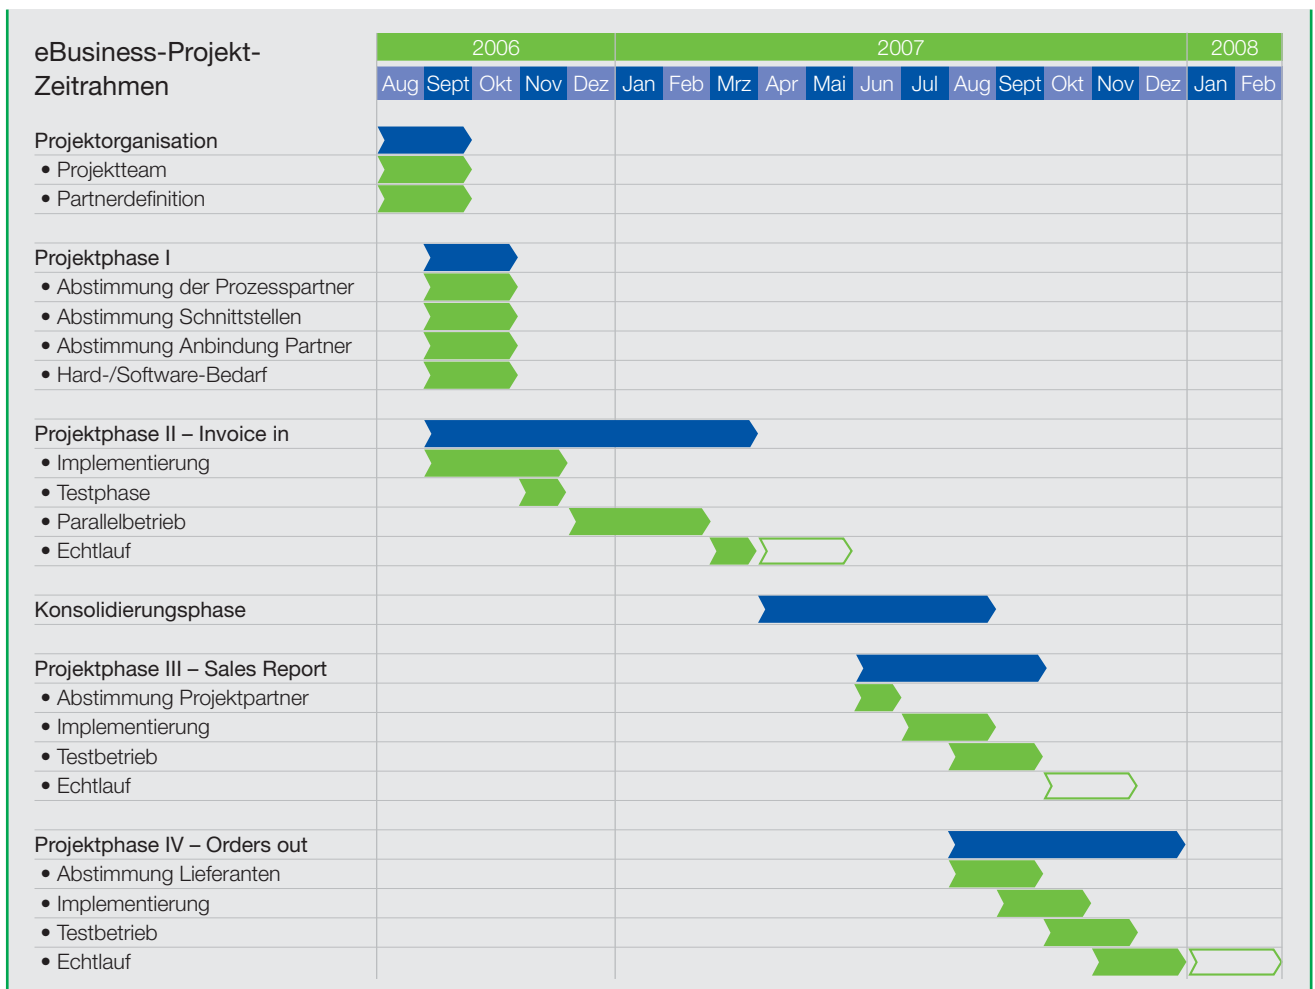 eBusiness-Projekt-
Zeitrahmen
2006 2007 2008
Aug Sept Okt Nov Dez Jan Feb Mrz Apr Mai Jun Jul Aug Sept Okt Nov Dez Jan Feb
Projektorganisation
• Projektteam
• Partnerdefinition
Projektphase I
• Abstimmung der Prozesspartner
• Abstimmung Schnittstellen
• Abstimmung Anbindung Partner
• Hard-/Software-Bedarf
Projektphase II – Invoice in
• Implementierung
• Testphase
• Parallelbetrieb
• Echtlauf
Konsolidierungsphase
Projektphase III – Sales Report
• Abstimmung Projektpartner
• Implementierung
• Testbetrieb
• Echtlauf
Projektphase IV – Orders out
• Abstimmung Lieferanten
• Implementierung
• Testbetrieb
• Echtlauf